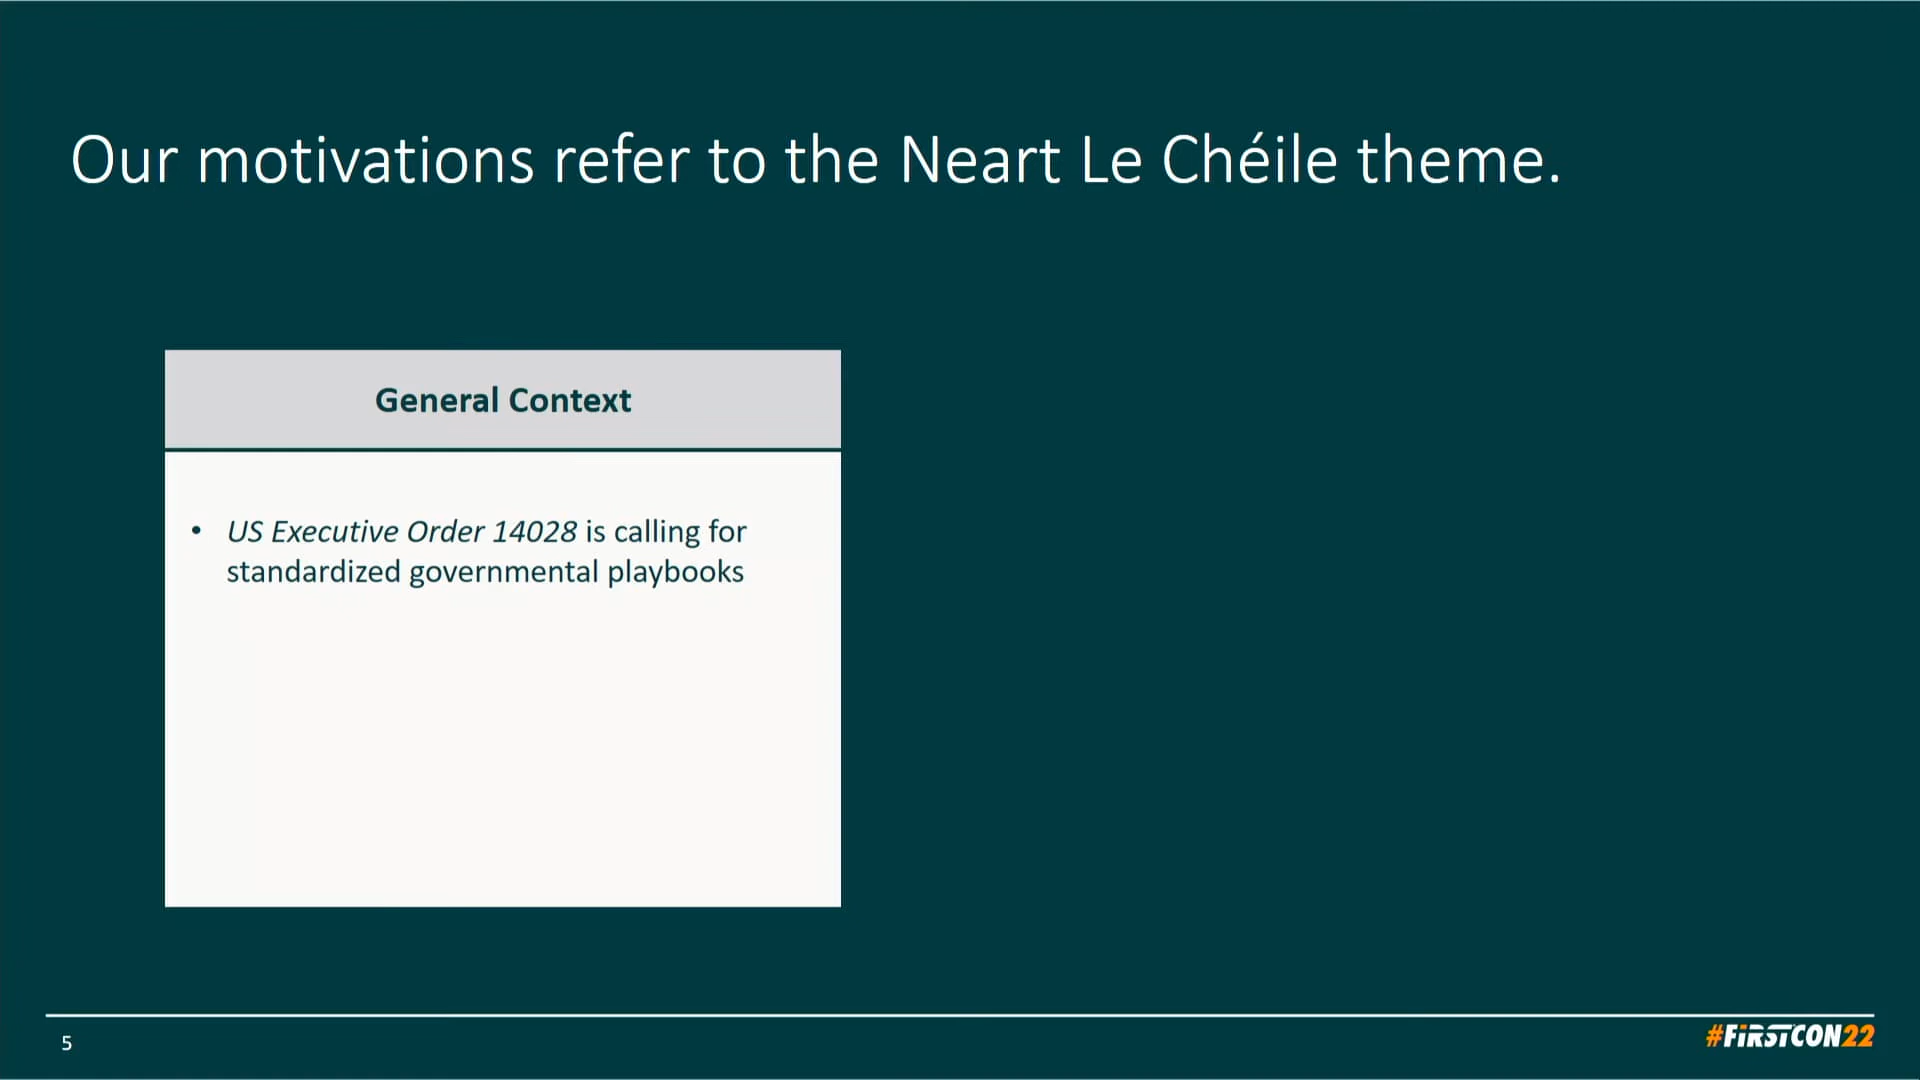 Our motivations refer to the Neart Le Chéile theme.
General Context
• US Executive Order 14028 is calling for
standardized governmental playbooks
5
#FiRSTCON22